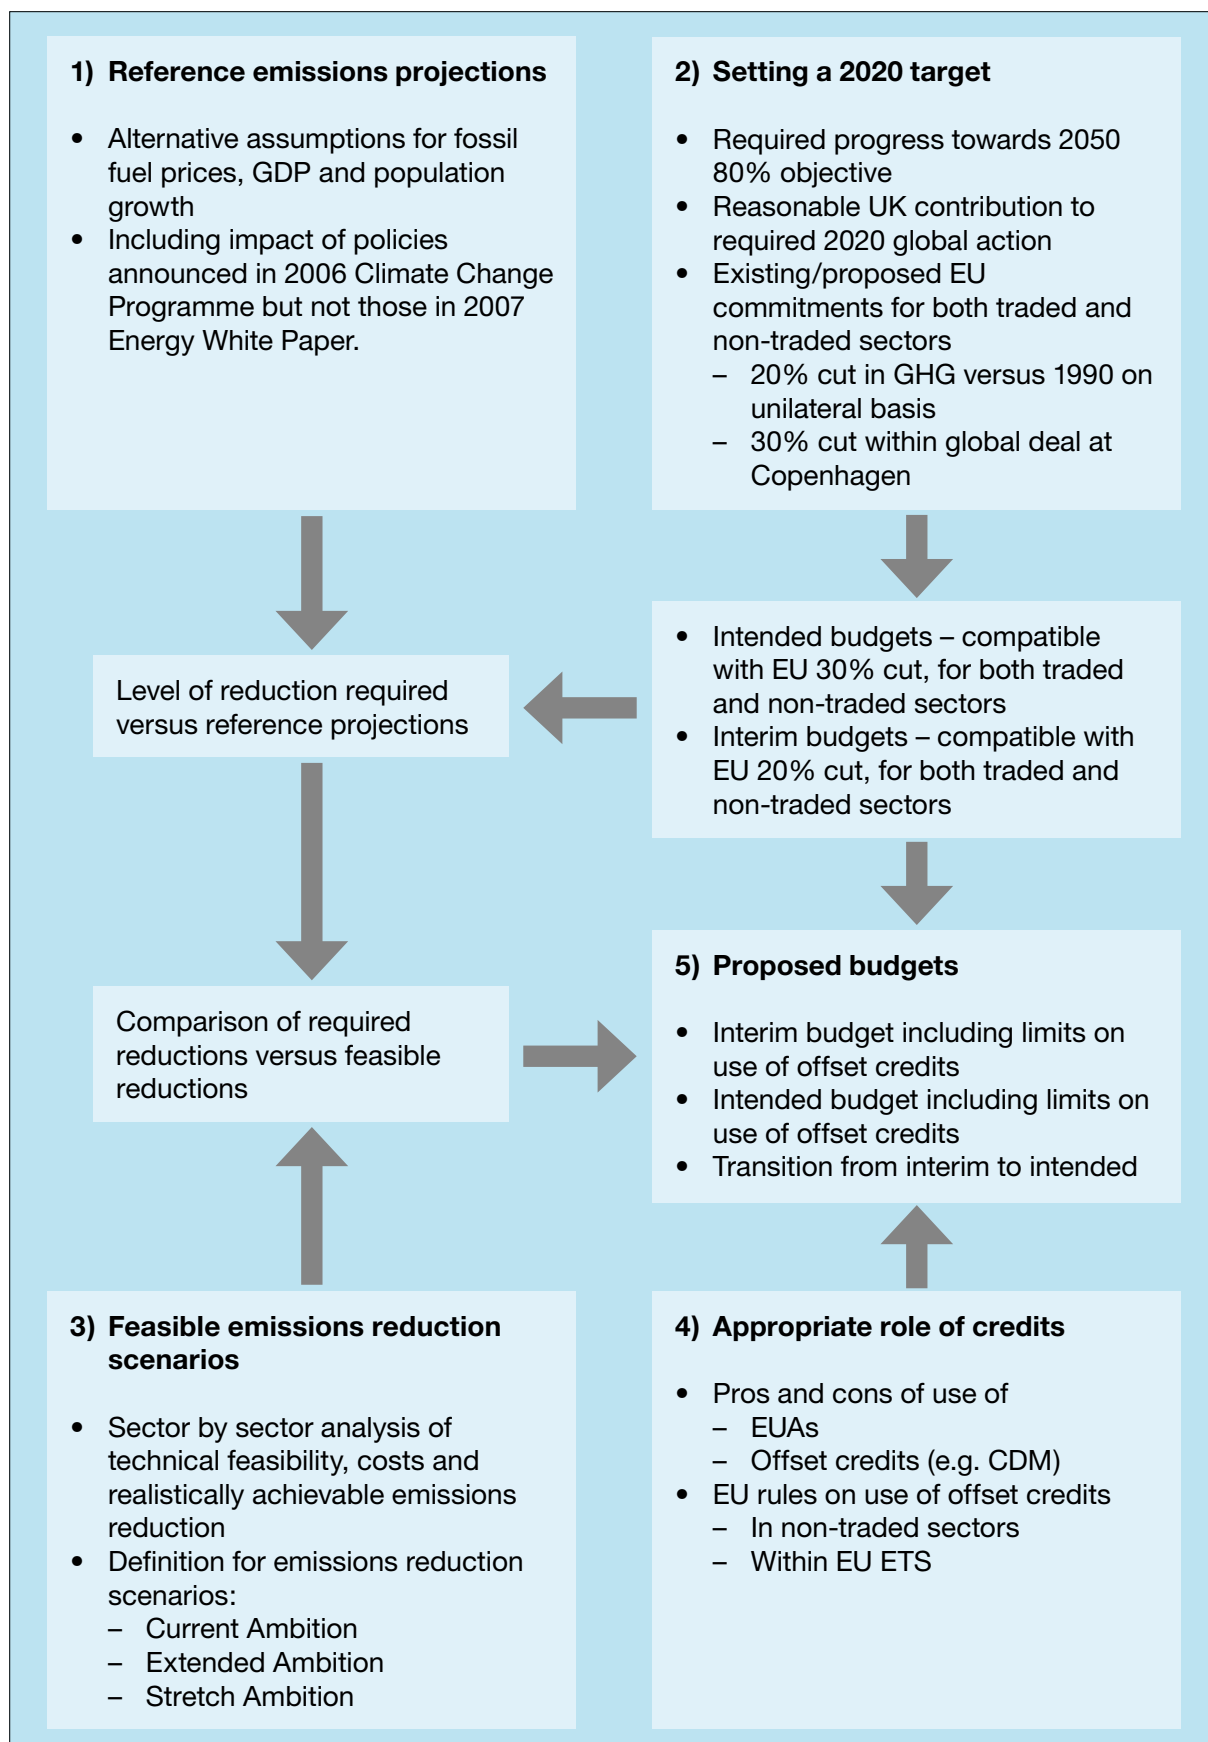 1) Reference emissions projections
• Alternative assumptions for fossil
fuel prices, GDP and population
growth
• Including impact of policies
announced in 2006 Climate Change
Programme but not those in 2007
Energy White Paper.
2) Setting a 2020 target
• Required progress towards 2050
80% objective
• Reasonable UK contribution to
required 2020 global action
• Existing/proposed EU
commitments for both traded and
non-traded sectors
– 20% cut in GHG versus 1990 on
unilateral basis
– 30% cut within global deal at
Copenhagen
Level of reduction required
versus reference projections
• Intended budgets – compatible
with EU 30% cut, for both traded
and non-traded sectors
• Interim budgets – compatible with
EU 20% cut, for both traded and
non-traded sectors
Comparison of required
reductions versus feasible
reductions
5) Proposed budgets
• Interim budget including limits on
use of offset credits
• Intended budget including limits on
use of offset credits
• Transition from interim to intended
3) Feasible emissions reduction
scenarios
• Sector by sector analysis of
technical feasibility, costs and
realistically achievable emissions
reduction
• Definition for emissions reduction
scenarios:
– Current Ambition
– Extended Ambition
– Stretch Ambition
4) Appropriate role of credits
• Pros and cons of use of
– EUAs
– Offset credits (e.g. CDM)
• EU rules on use of offset credits
– In non-traded sectors
– Within EU ETS